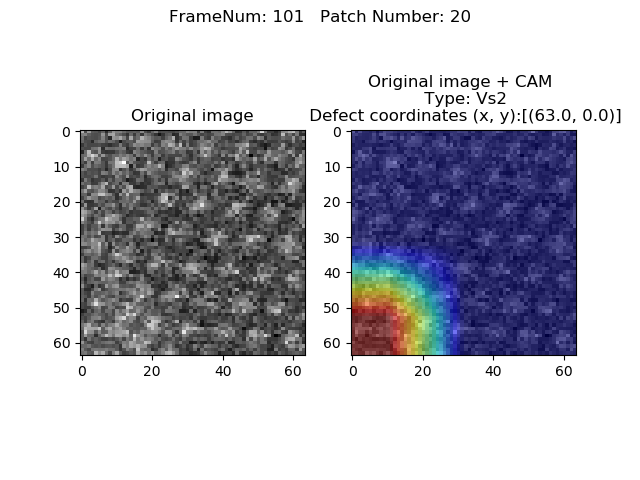 FrameNum: 101   Patch Number: 20
Original image
Original image + CAM
Type: Vs2
Defect coordinates (x, y):[(63.0, 0.0)]
0
10
20
30
40
50
60
0 20 40 60
0
10
20
30
40
50
60
0 20 40 60